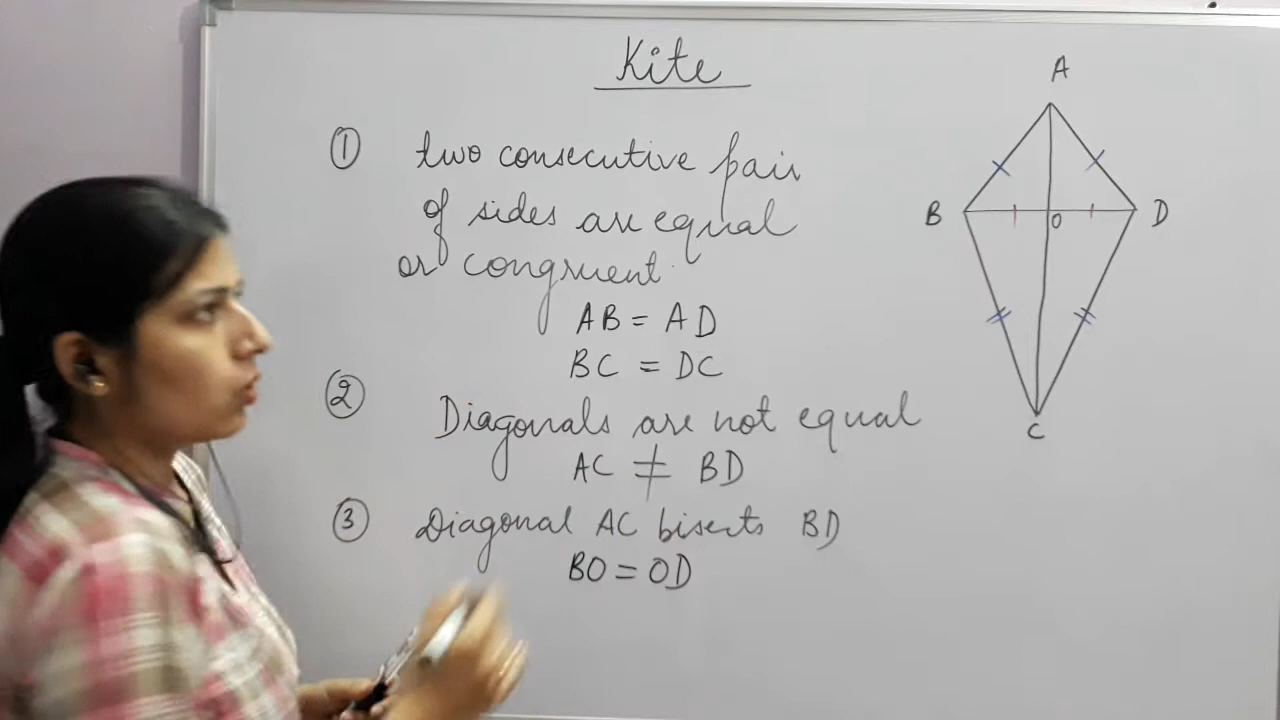 Kite
① two consecutive pair
of sides are equal
or congruent.
AB = AD
BC = DC
② Diagonals are not equal
AC ≠ BD
③ Diagonal AC bisects BD
BO = OD
A
B
O
D
C